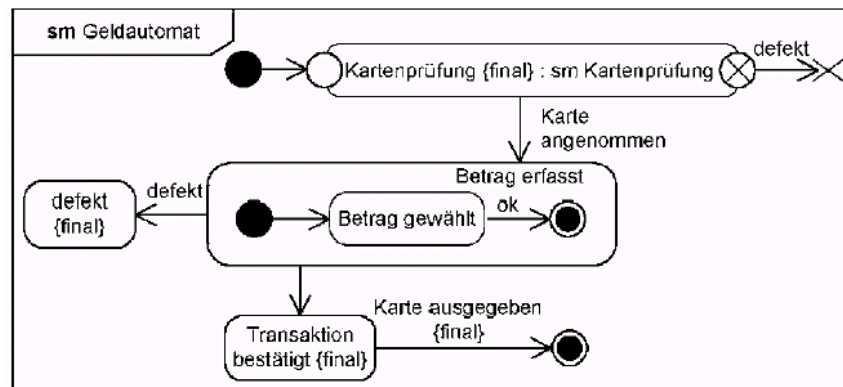 sm Geldautomat
Kartenprüfung {final} : sm Kartenprüfung
defekt
Karte
angenommen
Betrag erfasst
defekt
{final}
defekt
Betrag gewählt
ok
Transaktion
bestätigt {final}
Karte ausgegeben
{final}